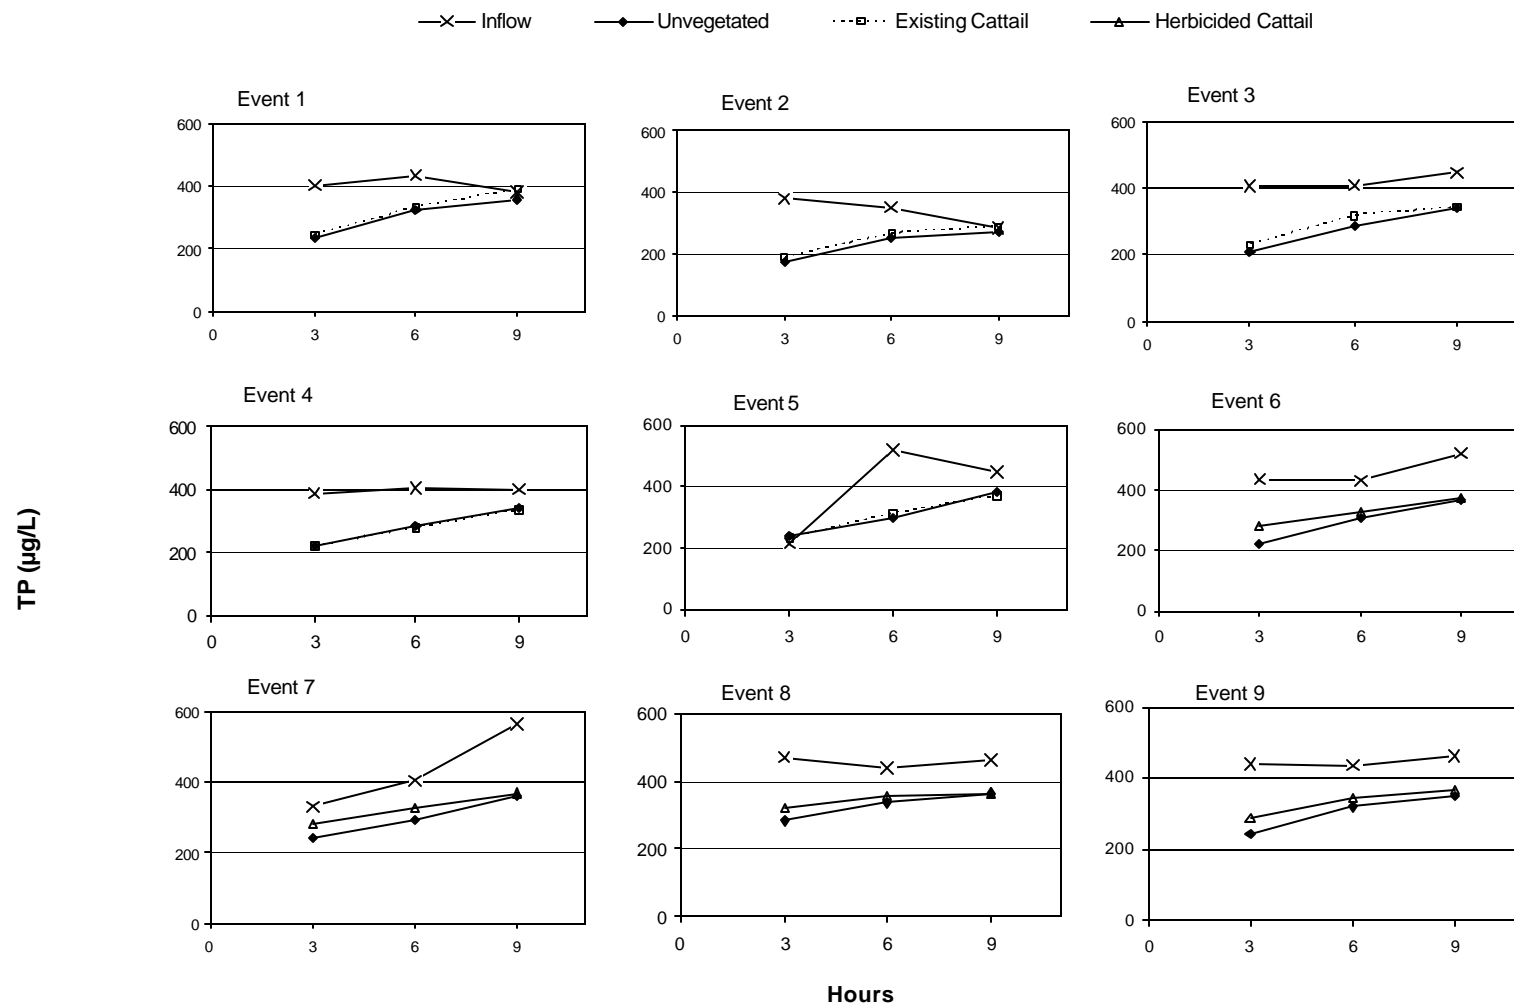 Inflow Unvegetated Existing Cattail Herbicided Cattail
Event 1
600
400
200
0
0 3 6 9
Event 2
600
400
200
0
0 3 6 9
Event 3
600
400
200
0
0 3 6 9
Event 4
600
400
200
0
0 3 6 9
Event 5
600
400
200
0
0 3 6 9
Event 6
600
400
200
0
0 3 6 9
Event 7
600
400
200
0
0 3 6 9
Event 8
600
400
200
0
0 3 6 9
Event 9
600
400
200
0
0 3 6 9
TP (µg/L)
Hours